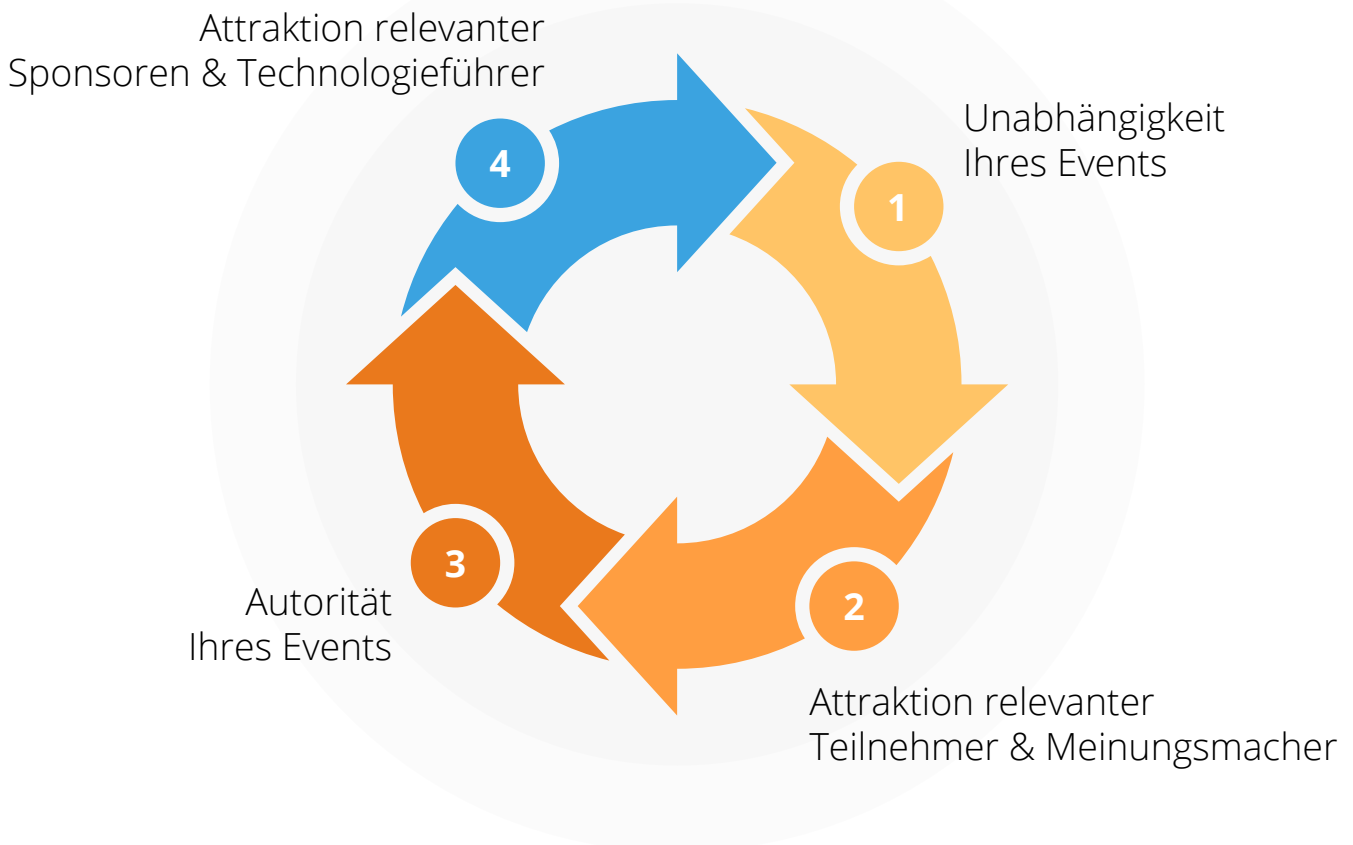 Attraktion relevanter
Sponsoren & Technologieführer
4
Unabhängigkeit
Ihres Events
1
3
Autorität
Ihres Events
2
Attraktion relevanter
Teilnehmer & Meinungsmacher